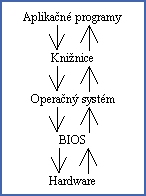 Aplikačné programy
Knižnice
Operačný systém
BIOS
Hardware